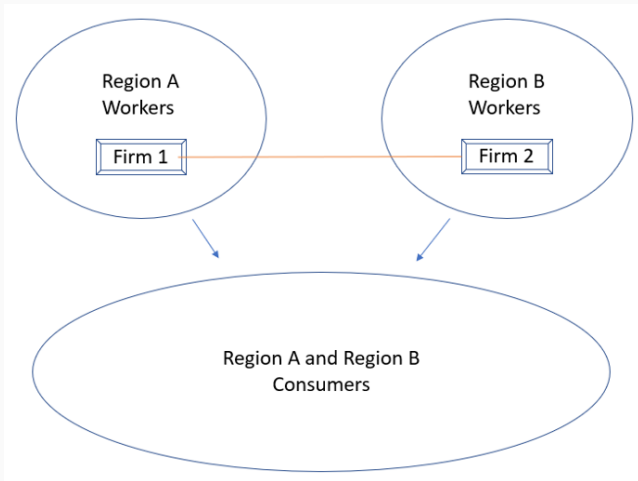 Region A
Workers
Firm 1
Region B
Workers
Firm 2
Region A and Region B
Consumers